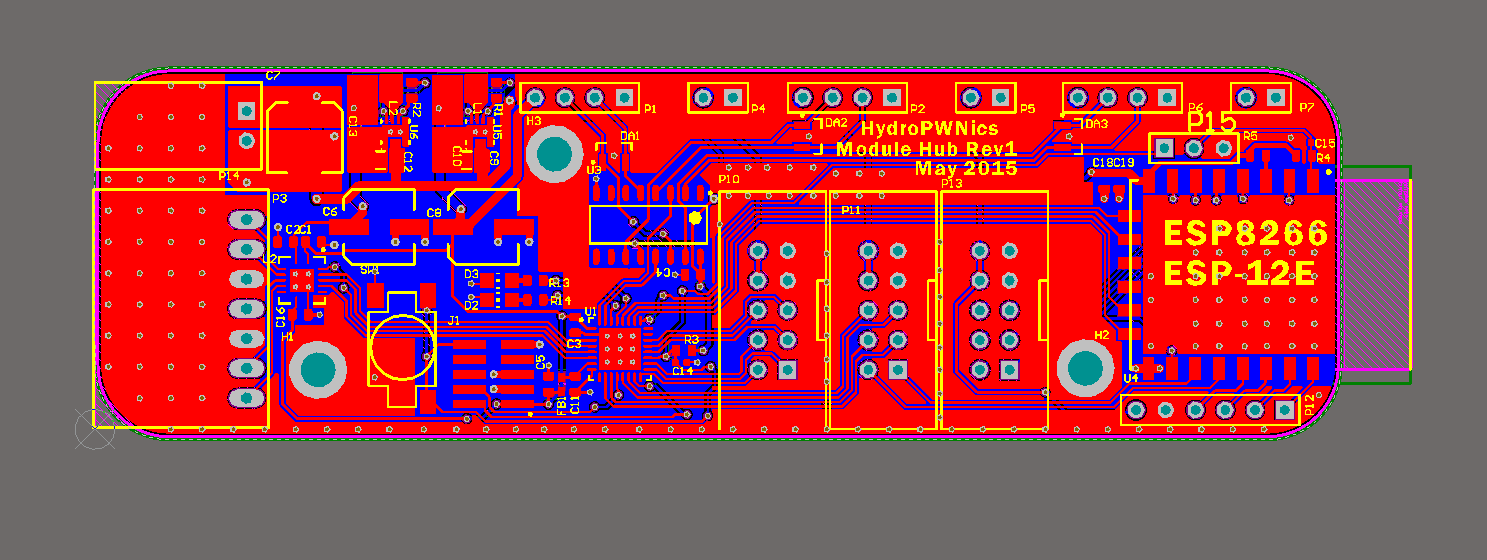 C7
C13
L2
R2
U6
C12
L1
R1
U5
C9
C10
H3
P1
P4
P2
P5
P6
P7
DA1
DA2
DA3
HydroPWNics
Module Hub Rev1
May 2015
P15
R5
C15
R4
C18C19
P14
P3
U3
P10
P11
P13
C6
C8
ESP8266
ESP-12E
C2C1
U2
SW1
D3
D2
R13
R14
C4
C16
H1
J1
U1
C3
C5
R3
C14
FB1
C11
H2
U4
P12